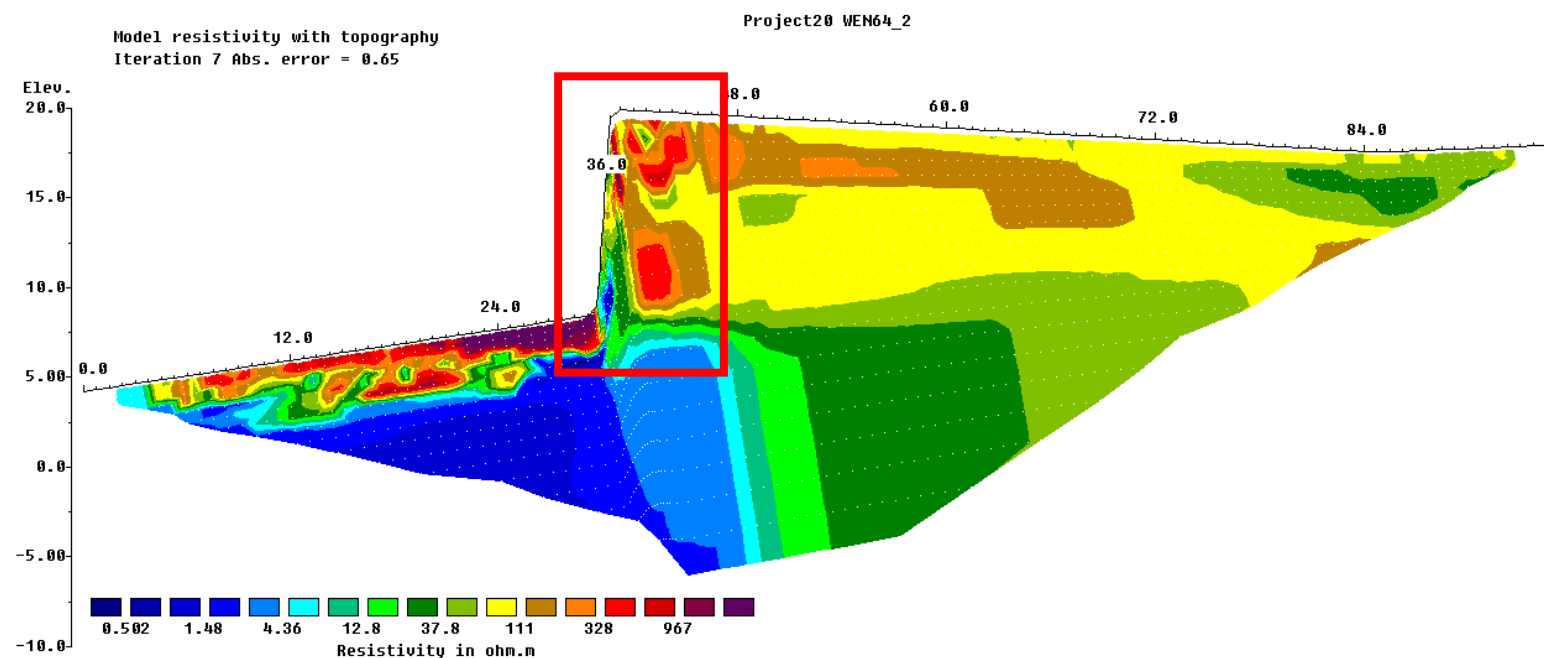 Project20 WEN64_2
Model resistivity with topography
Iteration 7 Abs. error = 0.65
Elev.
20.0
15.0
10.0
5.00
0.0
-5.00
-10.0
0.0
12.0
24.0
36.0
8.0
60.0
72.0
84.0
0.502 1.48 4.36 12.8 37.8 111 328 967
Resistivity in ohm.m